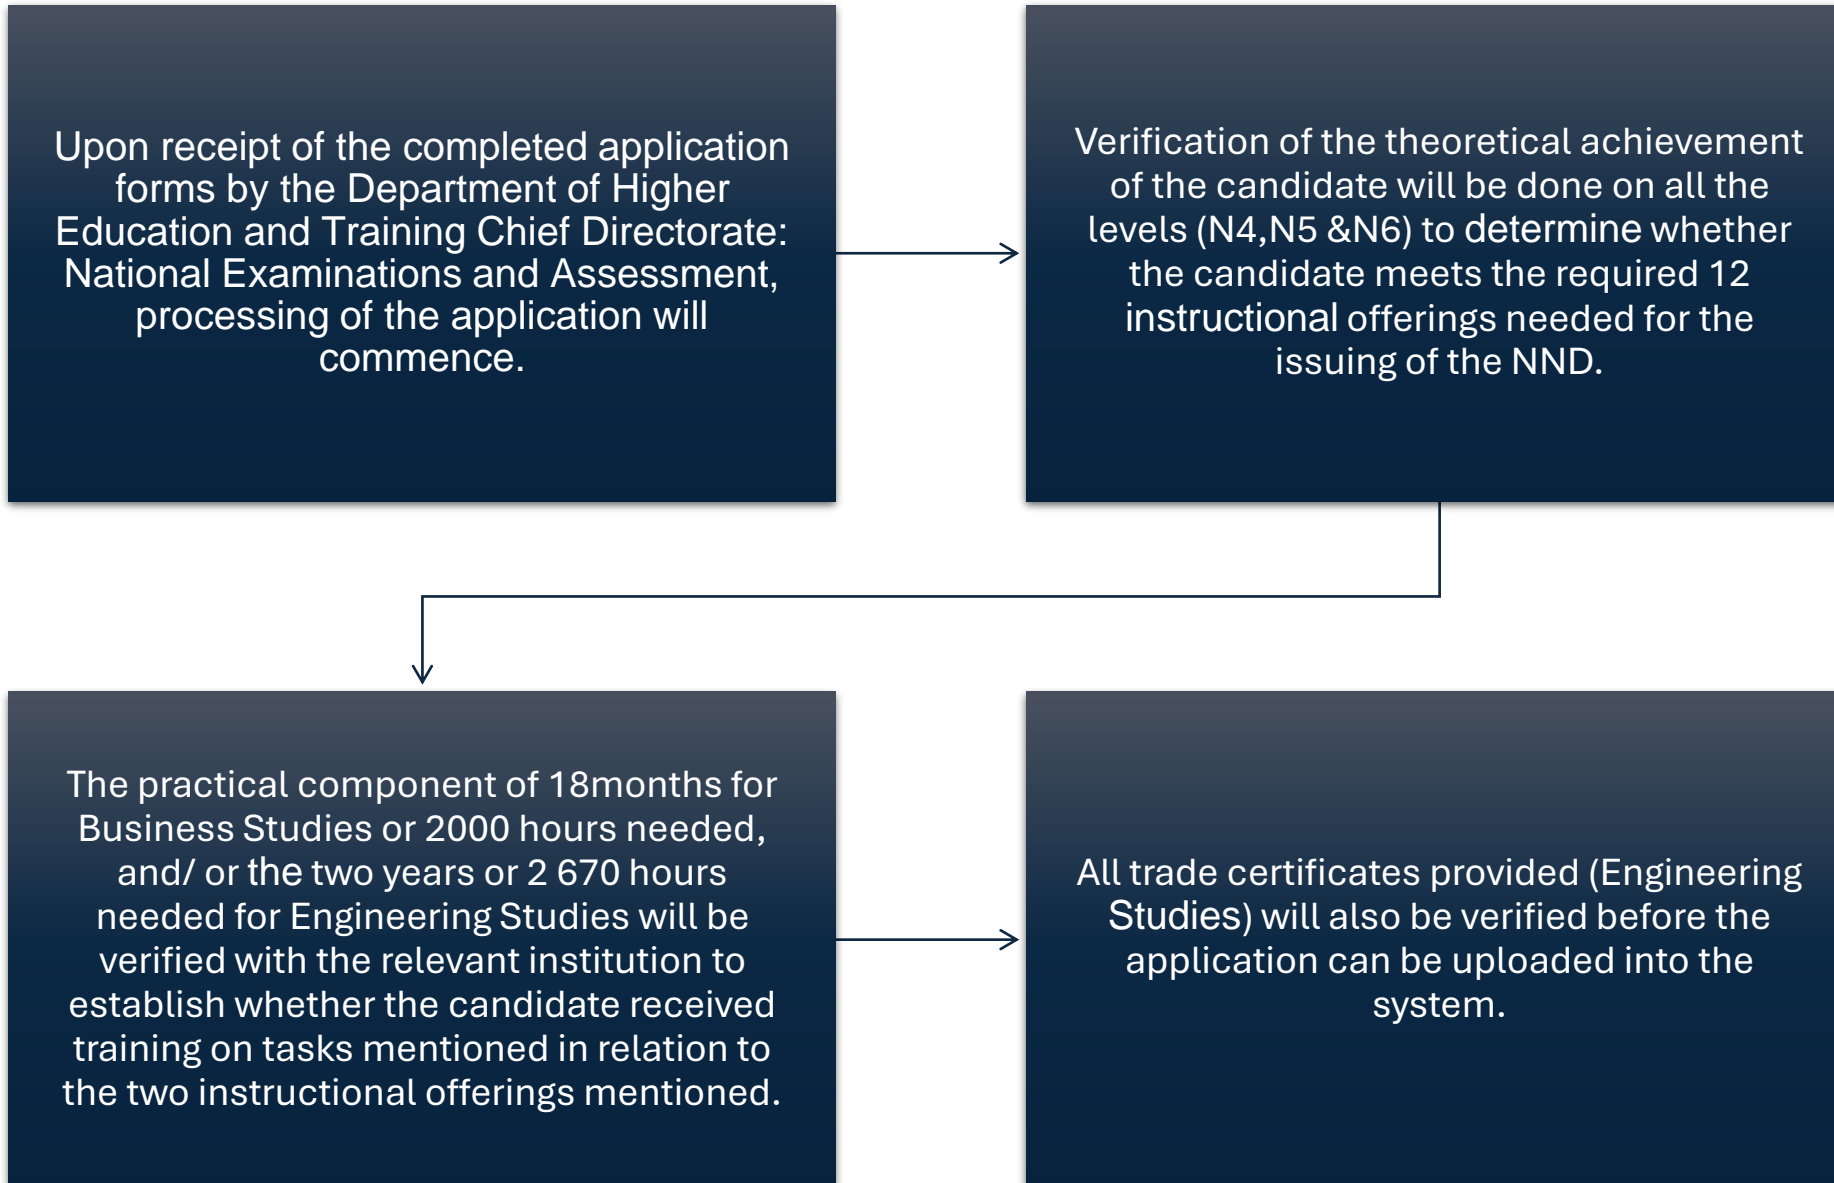 Upon receipt of the completed application
forms by the Department of Higher
Education and Training Chief Directorate:
National Examinations and Assessment,
processing of the application will
commence.
Verification of the theoretical achievement
of the candidate will be done on all the
levels (N4,N5 &N6) to determine whether
the candidate meets the required 12
instructional offerings needed for the
issuing of the NND.
The practical component of 18months for
Business Studies or 2000 hours needed,
and/ or the two years or 2 670 hours
needed for Engineering Studies will be
verified with the relevant institution to
establish whether the candidate received
training on tasks mentioned in relation to
the two instructional offerings mentioned.
All trade certificates provided (Engineering
Studies) will also be verified before the
application can be uploaded into the
system.